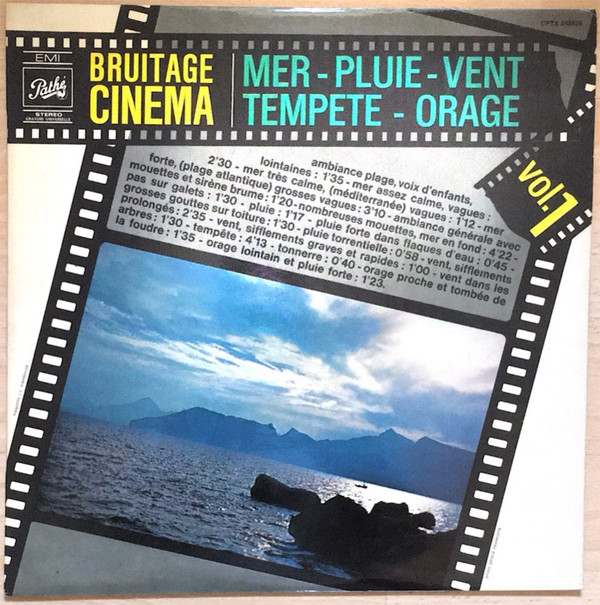 EMI
Pathé
STEREO
GRAVURE UNIVERSELLE
BRUITAGE
CINEMA
MER - PLUIE - VENT
TEMPETE - ORAGE
vol.1
ambiance plage, voix d'enfants,
lointaines : 1'35 - mer assez calme, vagues :
2'30 - mer très calme, (méditerranée) vagues : 1'12 - mer
forte, (plage atlantique) grosses vagues : 3'10 - ambiance générale avec
mouettes et sirène brume : 1'20 - nombreuses mouettes, mer en fond : 4'22 -
pas sur galets : 1'30 - pluie : 1'17 - pluie forte dans flaques d'eau : 0'45 -
grosses gouttes sur toiture : 1'30 - pluie torrentielle : 0'58 - vent, sifflements
prolongés : 2'35 - vent, sifflements graves et rapides : 1'00 - vent dans les
arbres : 1'30 - tempête : 4'13 - tonnerre : 0'40 - orage proche et tombée de
la foudre : 1'35 - orage lointain et pluie forte : 1'23.